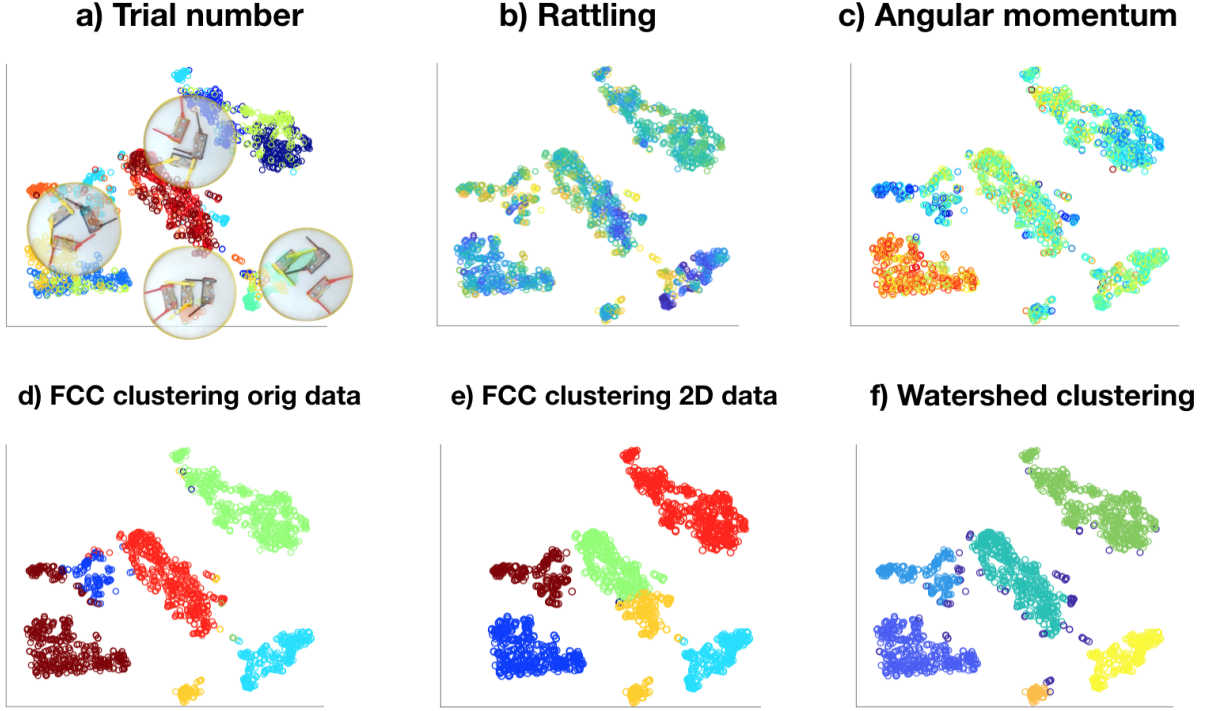 a) Trial number
b) Rattling
c) Angular momentum
d) FCC clustering orig data
e) FCC clustering 2D data
f) Watershed clustering